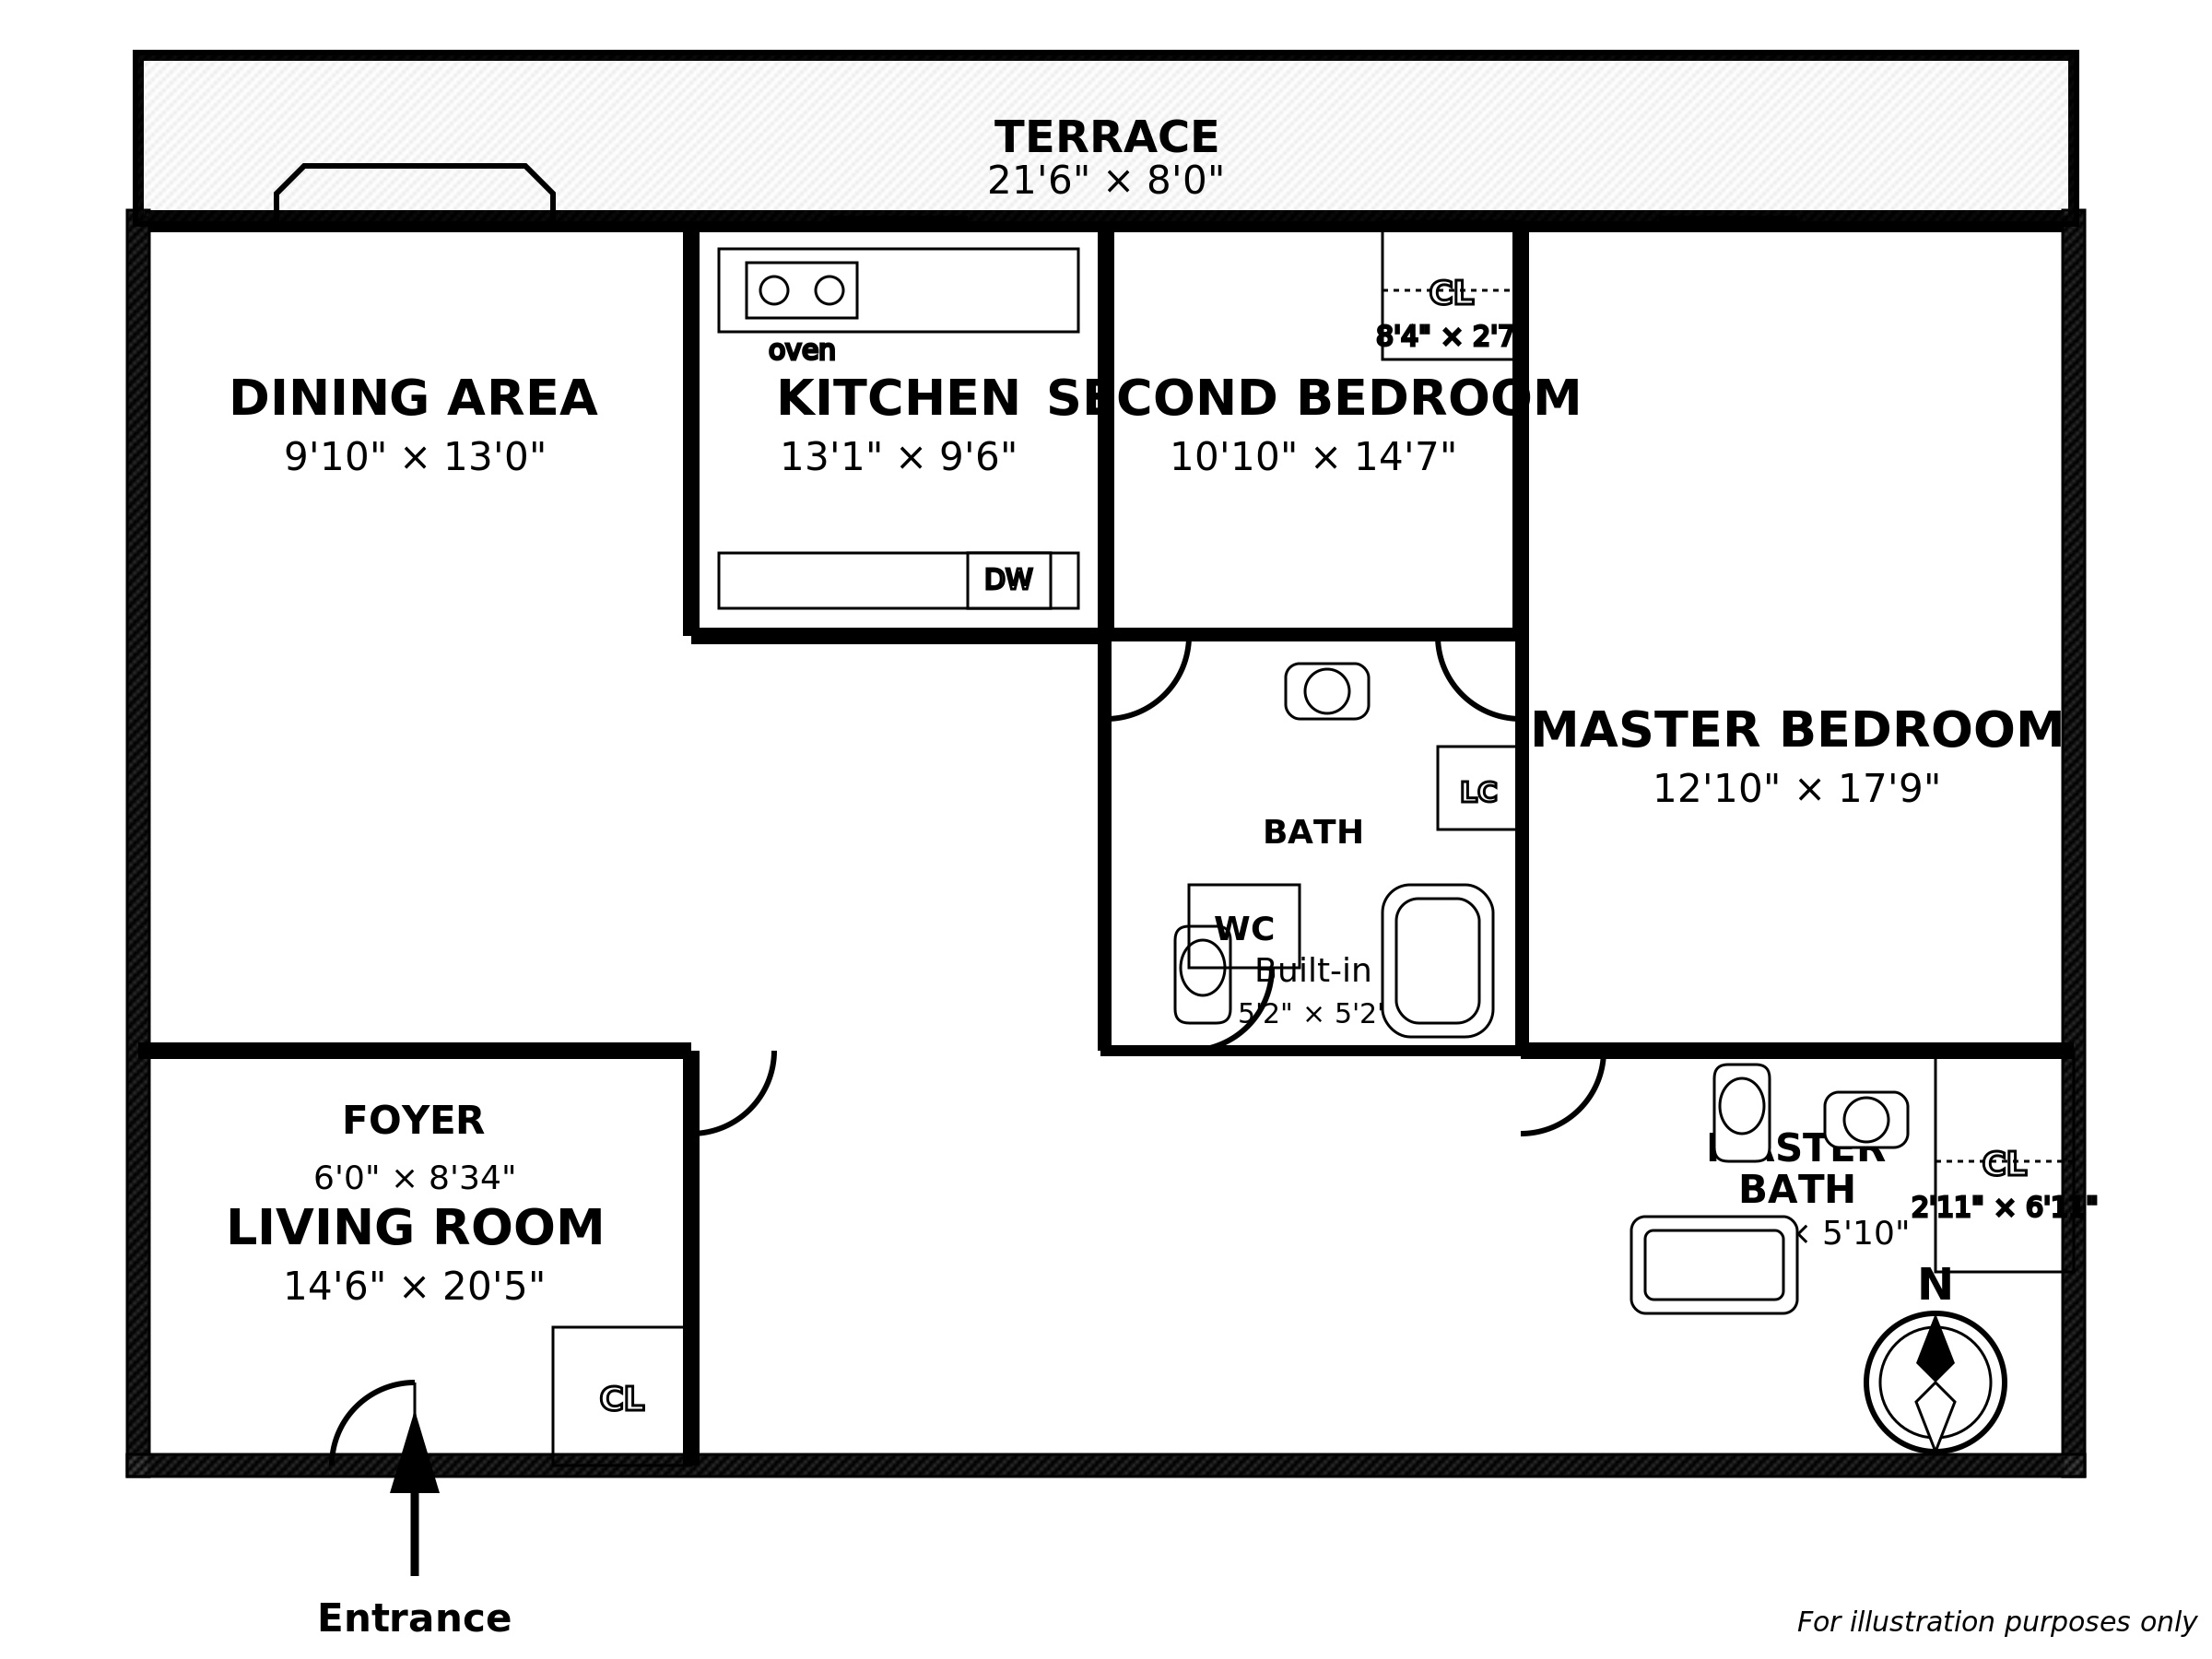 TERRACE
21'6" × 8'0"
CL
8'4" × 2'7
oven
DINING AREA
9'10" × 13'0"
KITCHEN
13'1" × 9'6"
SECOND BEDROOM
10'10" × 14'7"
DW
MASTER BEDROOM
12'10" × 17'9"
LC
BATH
WC
Built-in
5'2" × 5'2"
FOYER
6'0" × 8'34"
LIVING ROOM
14'6" × 20'5"
CL
MASTER
BATH
× 5'10"
CL
2'11" × 6'11"
N
Entrance
For illustration purposes only